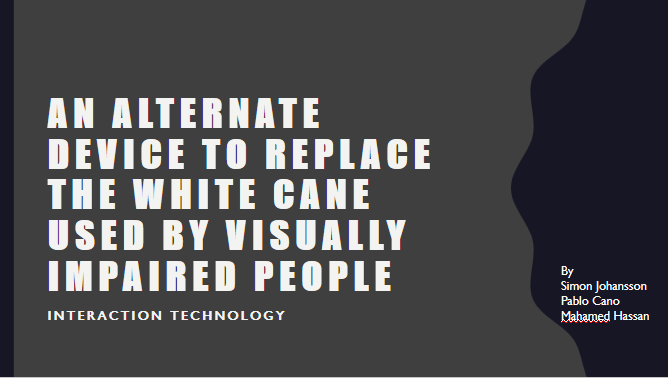 AN ALTERNATE
DEVICE TO REPLACE
THE WHITE CANE
USED BY VISUALLY
IMPAIRED PEOPLE
INTERACTION TECHNOLOGY
By
Simon Johansson
Pablo Cano
Mahamed Hassan